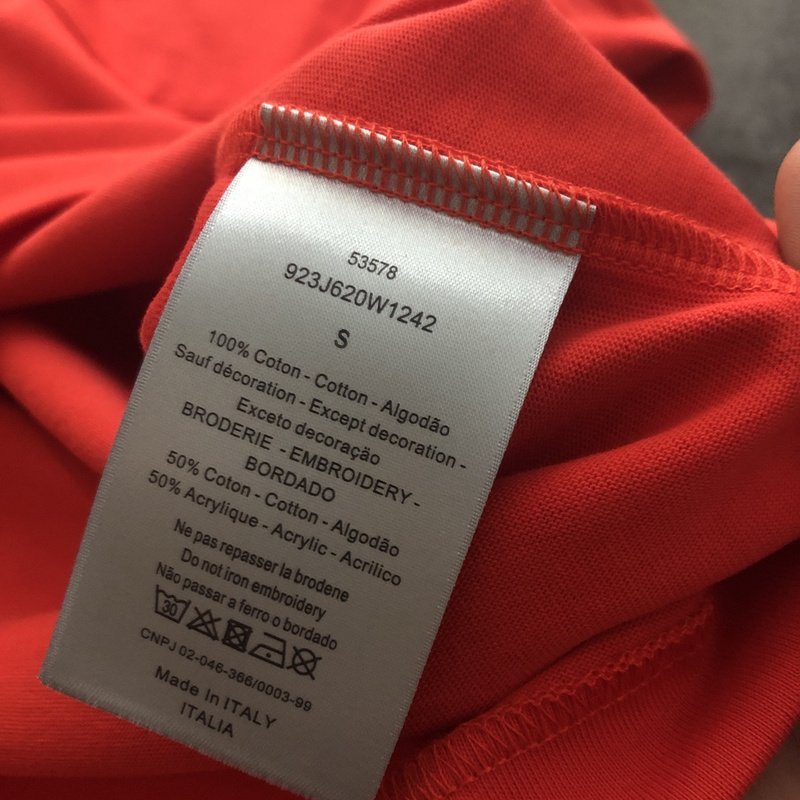 53578
923J620W1242
S
100% Coton - Cotton - Algodão
Sauf décoration - Except decoration -
Exceto decoração
BRODERIE - EMBROIDERY -
BORDADO
50% Coton - Cotton - Algodão
50% Acrylique - Acrylic - Acrilico
Ne pas repasser la brodene
Do not iron embroidery
Não passar a ferro o bordado
30
CNPJ 02-046-366/0003-99
Made in ITALY
ITALIA